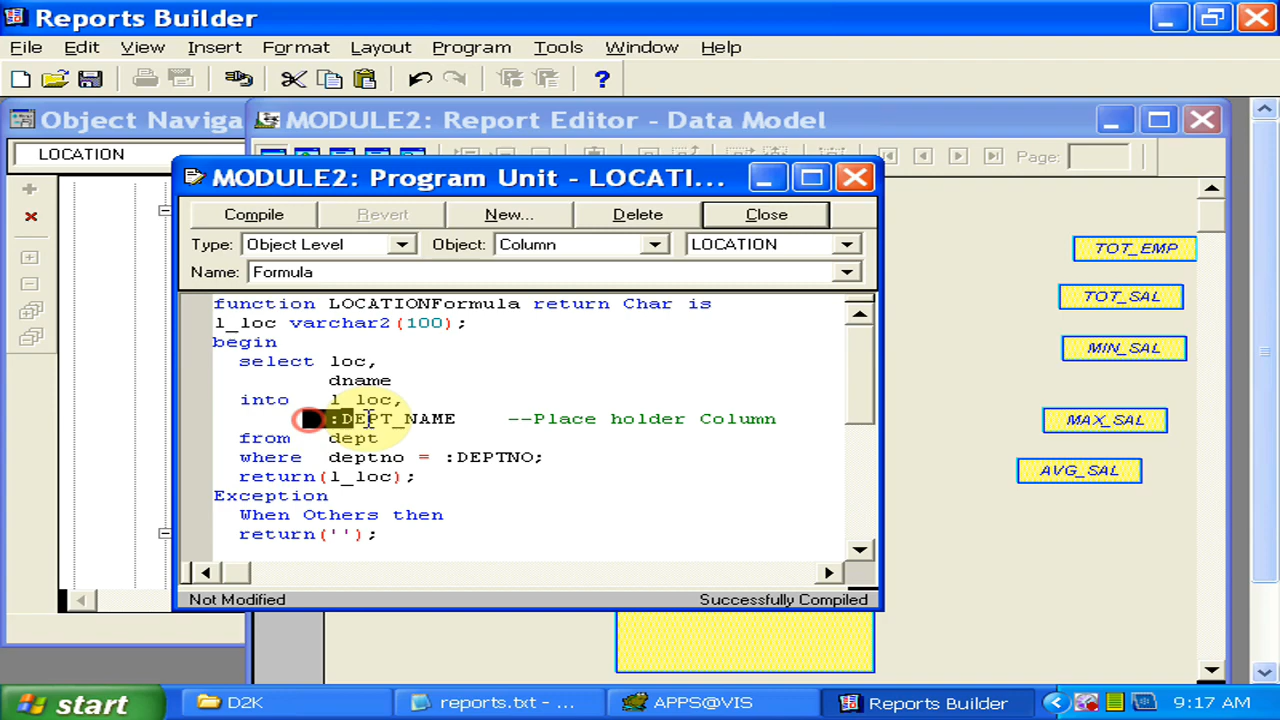 Reports Builder
File Edit View Insert Format Layout Program Tools Window Help
Object Naviga
MODULE2: Report Editor - Data Model
LOCATION
Page:
MODULE2: Program Unit - LOCATI...
Compile Revert New... Delete Close
Type: Object Level Object: Column LOCATION
Name: Formula
function LOCATIONFormula return Char is
l_loc varchar2(100);
begin
select loc,
dname
into l_loc,
:DEPT_NAME --Place holder Column
from dept
where deptno = :DEPTNO;
return(l_loc);
Exception
When Others then
return('');
Not Modified Successfully Compiled
TOT_EMP
TOT_SAL
MIN_SAL
MAX_SAL
AVG_SAL
start D2K reports.txt - ... APPS@VIS Reports Builder 9:17 AM